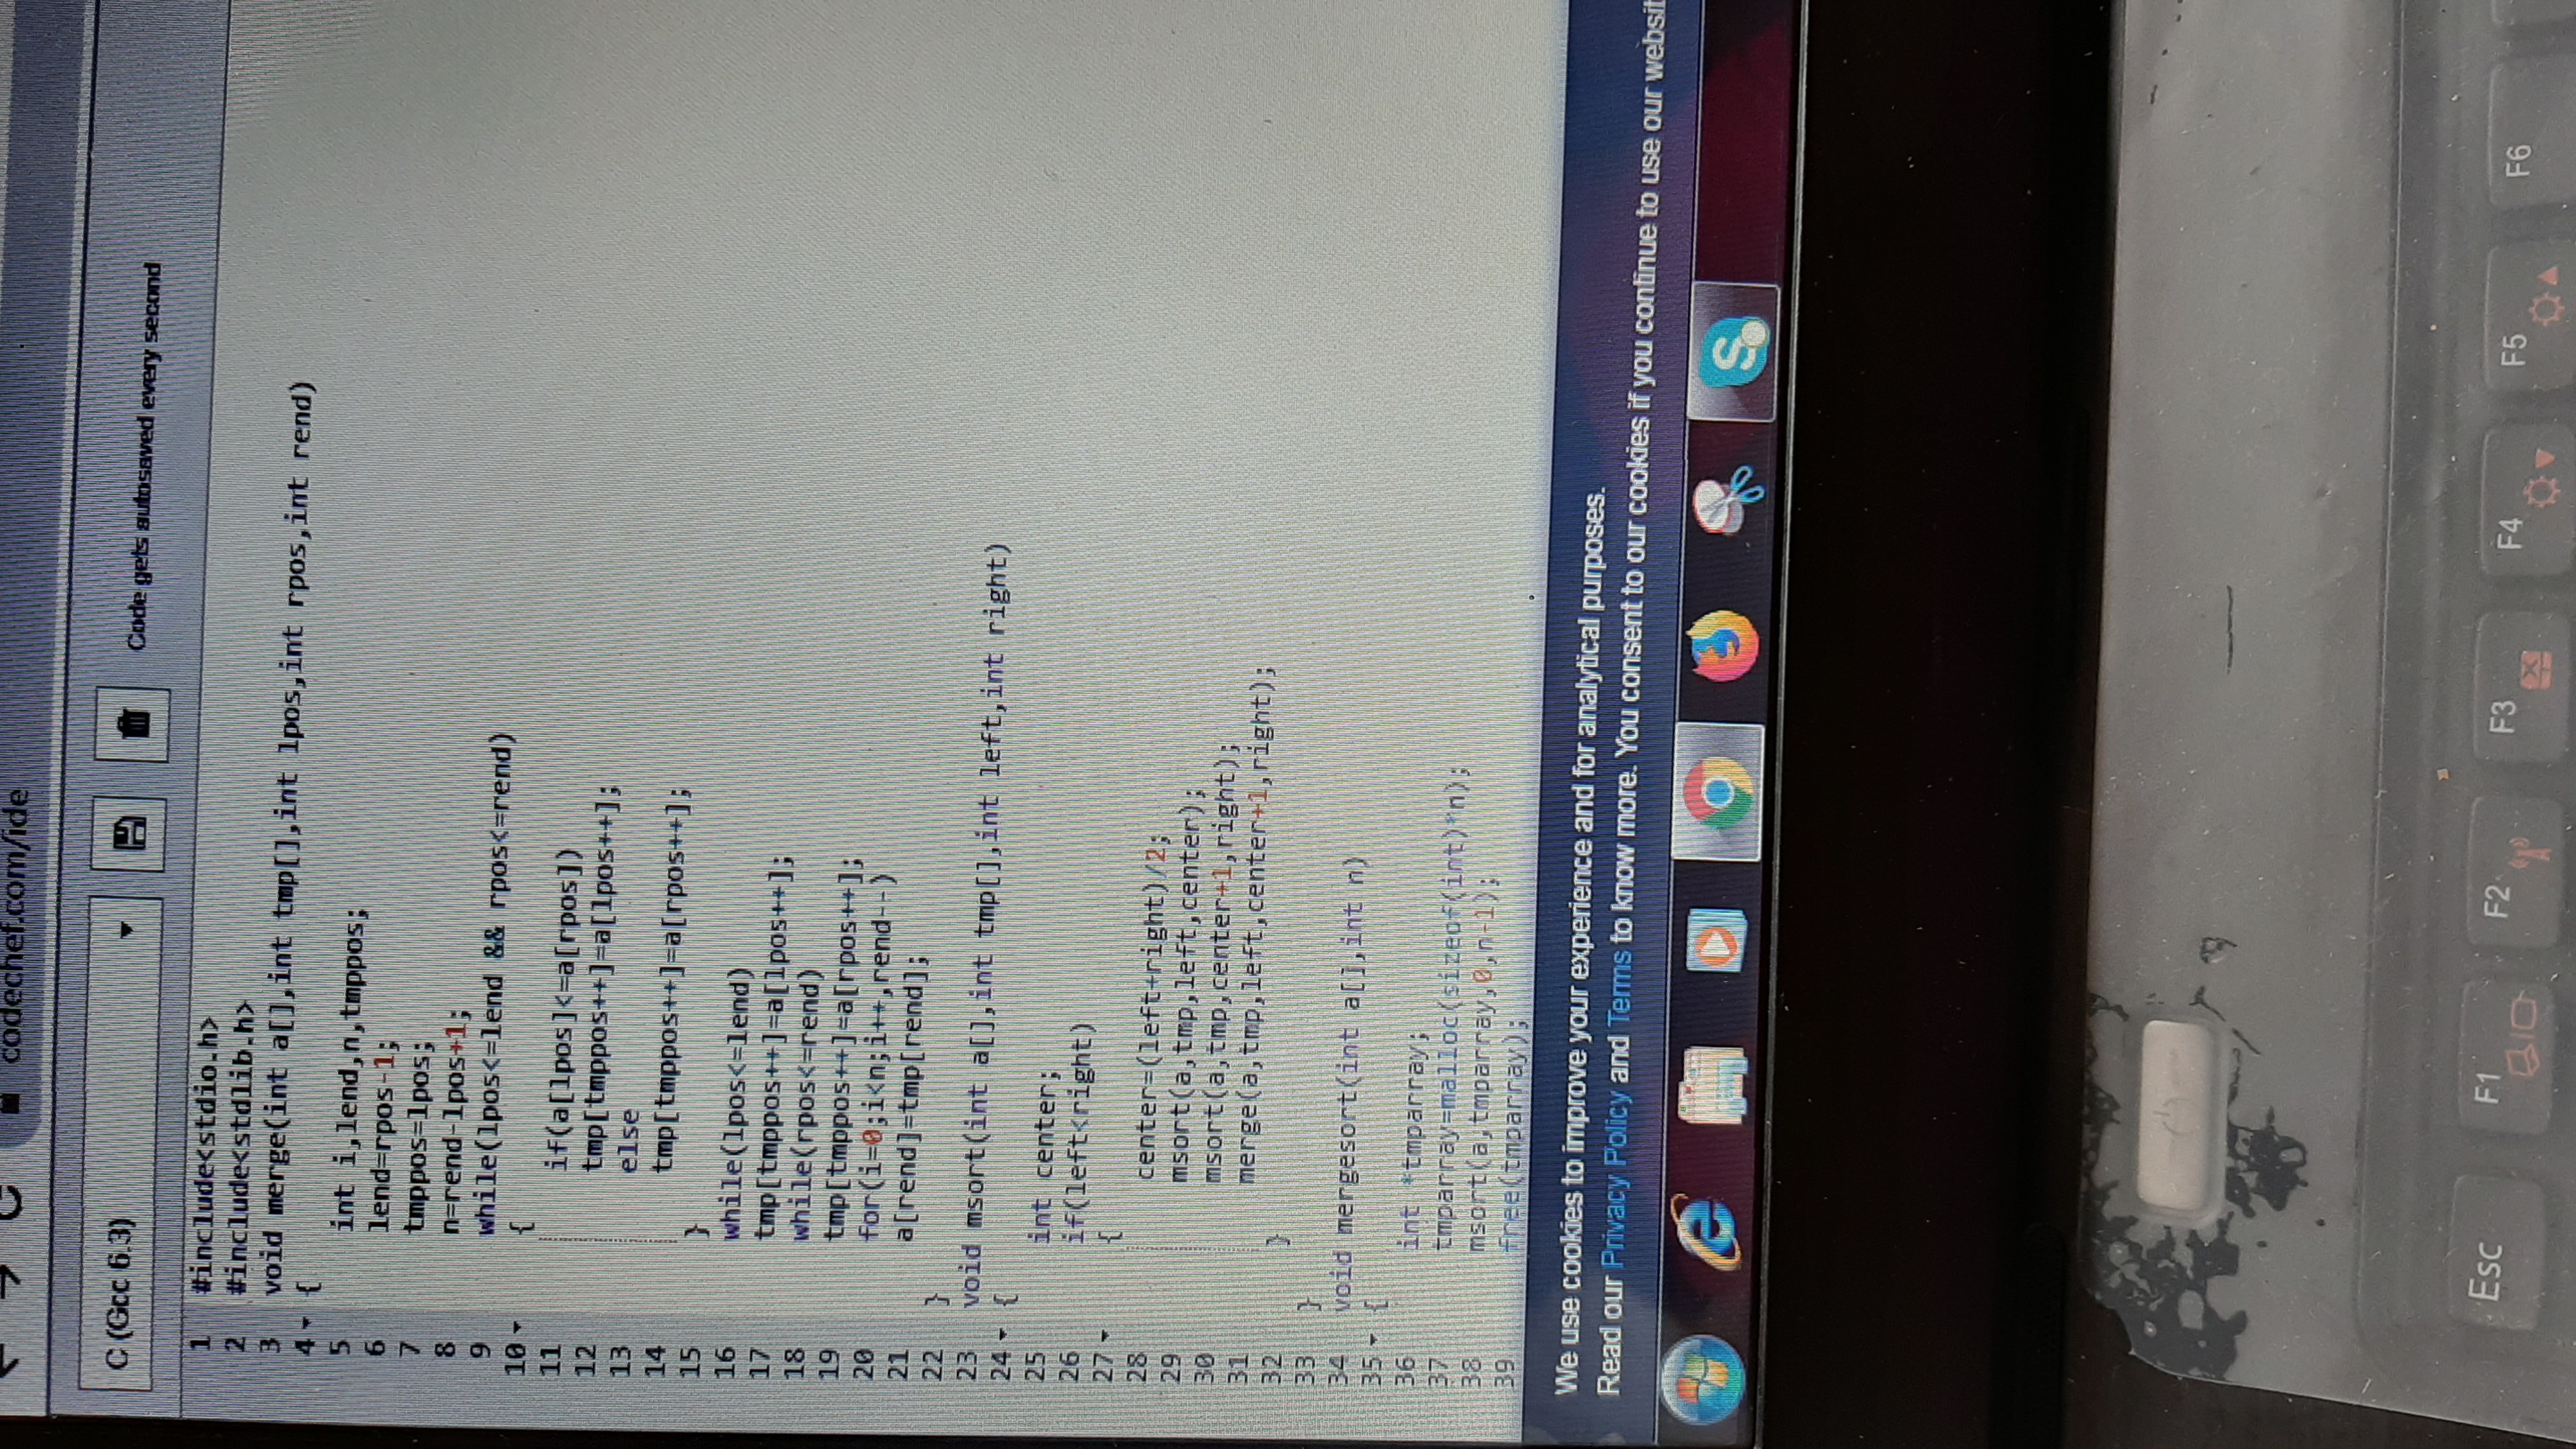 codechef.com/ide
C (Gcc 6.3)
Code gets autosaved every second
1 #include<stdio.h>
2 #include<stdlib.h>
3 void merge(int a[],int tmp[],int lpos,int rpos,int rend)
4 {
5 int i,lend,n,tmppos;
6 lend=rpos-1;
7 tmppos=lpos;
8 n=rend-lpos+1;
9 while(lpos<=lend && rpos<=rend)
10 {
11 if(a[lpos]<=a[rpos])
12 tmp[tmppos++]=a[lpos++];
13 else
14 tmp[tmppos++]=a[rpos++];
15 }
16 while(lpos<=lend)
17 tmp[tmppos++]=a[lpos++];
18 while(rpos<=rend)
19 tmp[tmppos++]=a[rpos++];
20 for(i=0;i<n;i++,rend--)
21 a[rend]=tmp[rend];
22 }
23 void msort(int a[],int tmp[],int left,int right)
24 {
25 int center;
26 if(left<right)
27 {
28 center=(left+right)/2;
29 msort(a,tmp,left,center);
30 msort(a,tmp,center+1,right);
31 merge(a,tmp,left,center+1,right);
32 }
33 }
34 void mergesort(int a[],int n)
35 {
36 int *tmparray;
37 tmparray=malloc(sizeof(int)*n);
38 msort(a,tmparray,0,n-1);
39 free(tmparray);
We use cookies to improve your experience and for analytical purposes.
Read our Privacy Policy and Terms to know more. You consent to our cookies if you continue to use our websit
Esc F1 F2 F3 F4 F5 F6